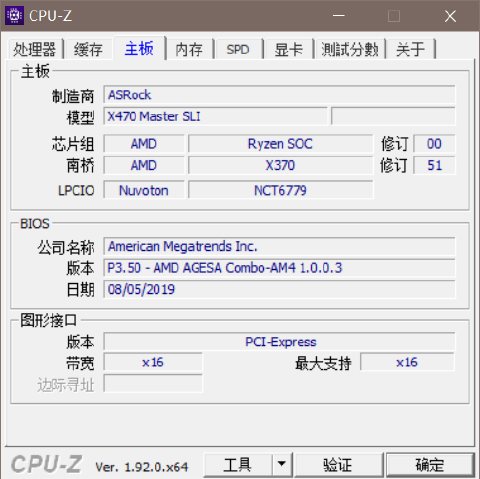 CPU-Z
处理器 缓存 主板 内存 SPD 显卡 测試分數 关于
主板
制造商 ASRock
模型 X470 Master SLI
芯片组 AMD Ryzen SOC 修订 00
南桥 AMD X370 修订 51
LPCIO Nuvoton NCT6779
BIOS
公司名称 American Megatrends Inc.
版本 P3.50 - AMD AGESA Combo-AM4 1.0.0.3
日期 08/05/2019
图形接口
版本 PCI-Express
带宽 x16 最大支持 x16
边际寻址
CPU-Z Ver. 1.92.0.x64 工具 验证 确定